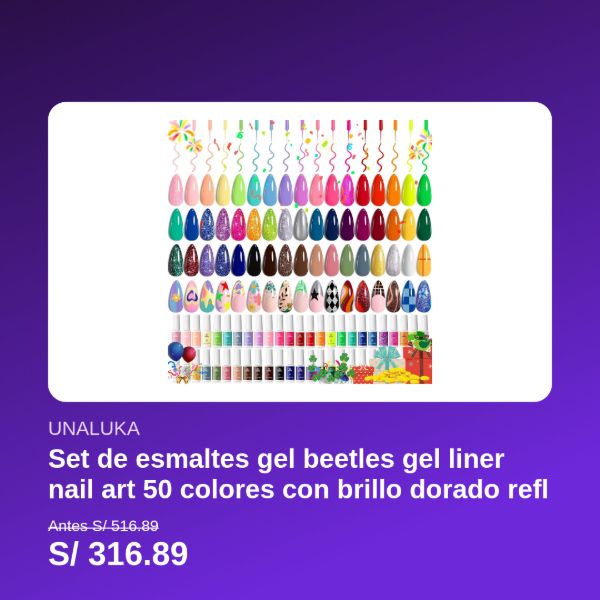 UNALUKA
Set de esmaltes gel beetles gel liner
nail art 50 colores con brillo dorado refl
Antes S/ 516.89
S/ 316.89